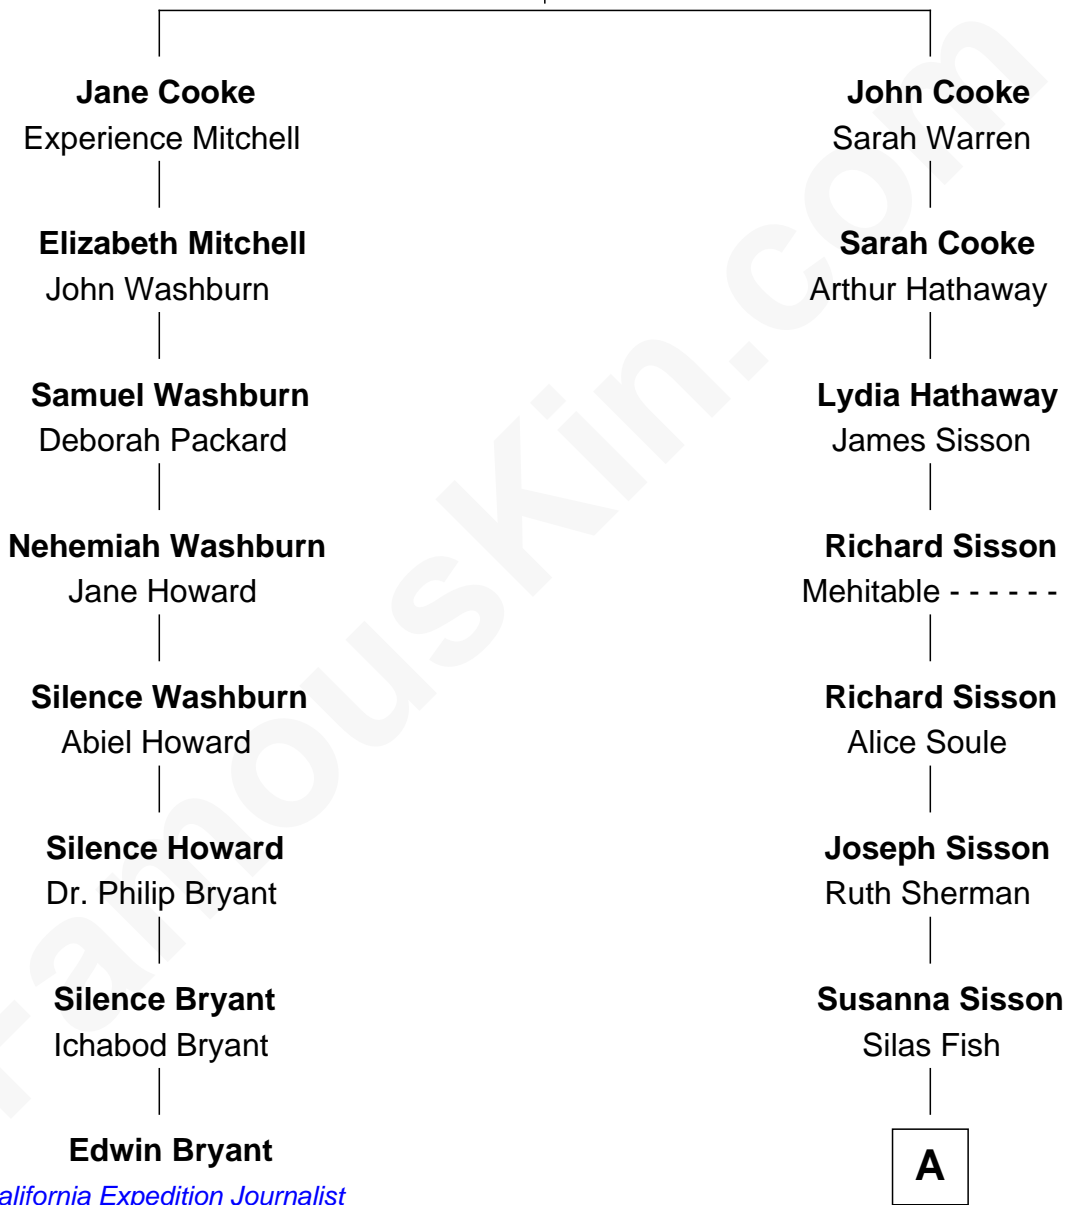 Jane Cooke
Experience Mitchell
Elizabeth Mitchell
John Washburn
Samuel Washburn
Deborah Packard
Nehemiah Washburn
Jane Howard
Silence Washburn
Abiel Howard
Silence Howard
Dr. Philip Bryant
Silence Bryant
Ichabod Bryant
Edwin Bryant
alifornia Expedition Journalist
John Cooke
Sarah Warren
Sarah Cooke
Arthur Hathaway
Lydia Hathaway
James Sisson
Richard Sisson
Mehitable - - - - - -
Richard Sisson
Alice Soule
Joseph Sisson
Ruth Sherman
Susanna Sisson
Silas Fish
A
FamousKin.com